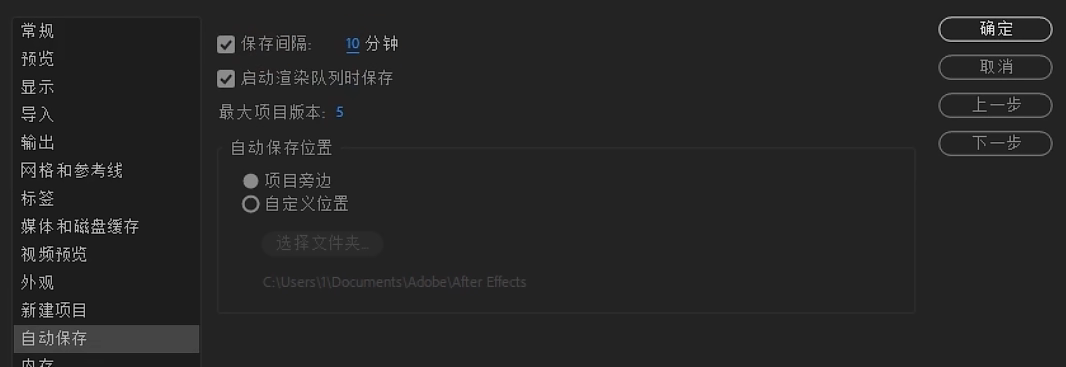 常规
预览
显示
导入
输出
网格和参考线
标签
媒体和磁盘缓存
视频预览
外观
新建项目
自动保存
内存
保存间隔: 10 分钟
启动渲染队列时保存
最大项目版本: 5
自动保存位置
项目旁边
自定义位置
选择文件夹...
C:\Users\1\Documents\Adobe\After Effects
确定
取消
上一步
下一步